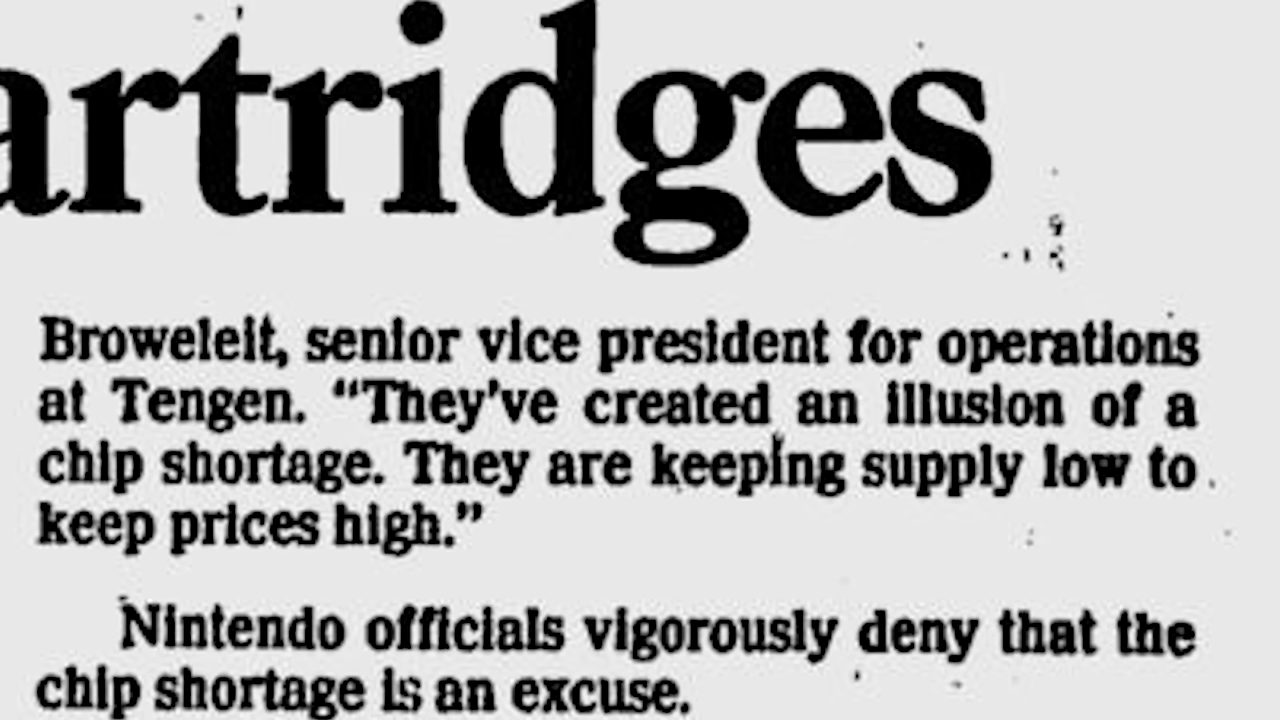 artridges
Broweleit, senior vice president for operations
at Tengen. “They've created an illusion of a
chip shortage. They are keeping supply low to
keep prices high.”
Nintendo officials vigorously deny that the
chip shortage is an excuse.